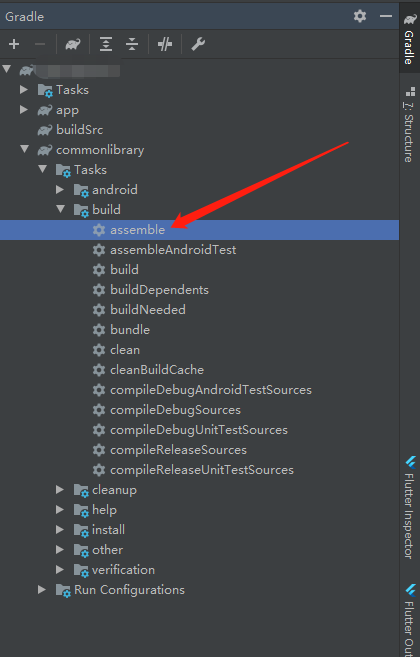 Gradle
Tasks
app
buildSrc
commonlibrary
Tasks
android
build
assemble
assembleAndroidTest
build
buildDependents
buildNeeded
bundle
clean
cleanBuildCache
compileDebugAndroidTestSources
compileDebugSources
compileDebugUnitTestSources
compileReleaseSources
compileReleaseUnitTestSources
cleanup
help
install
other
verification
Run Configurations
Gradle
7: Structure
Flutter Inspector
Flutter Out